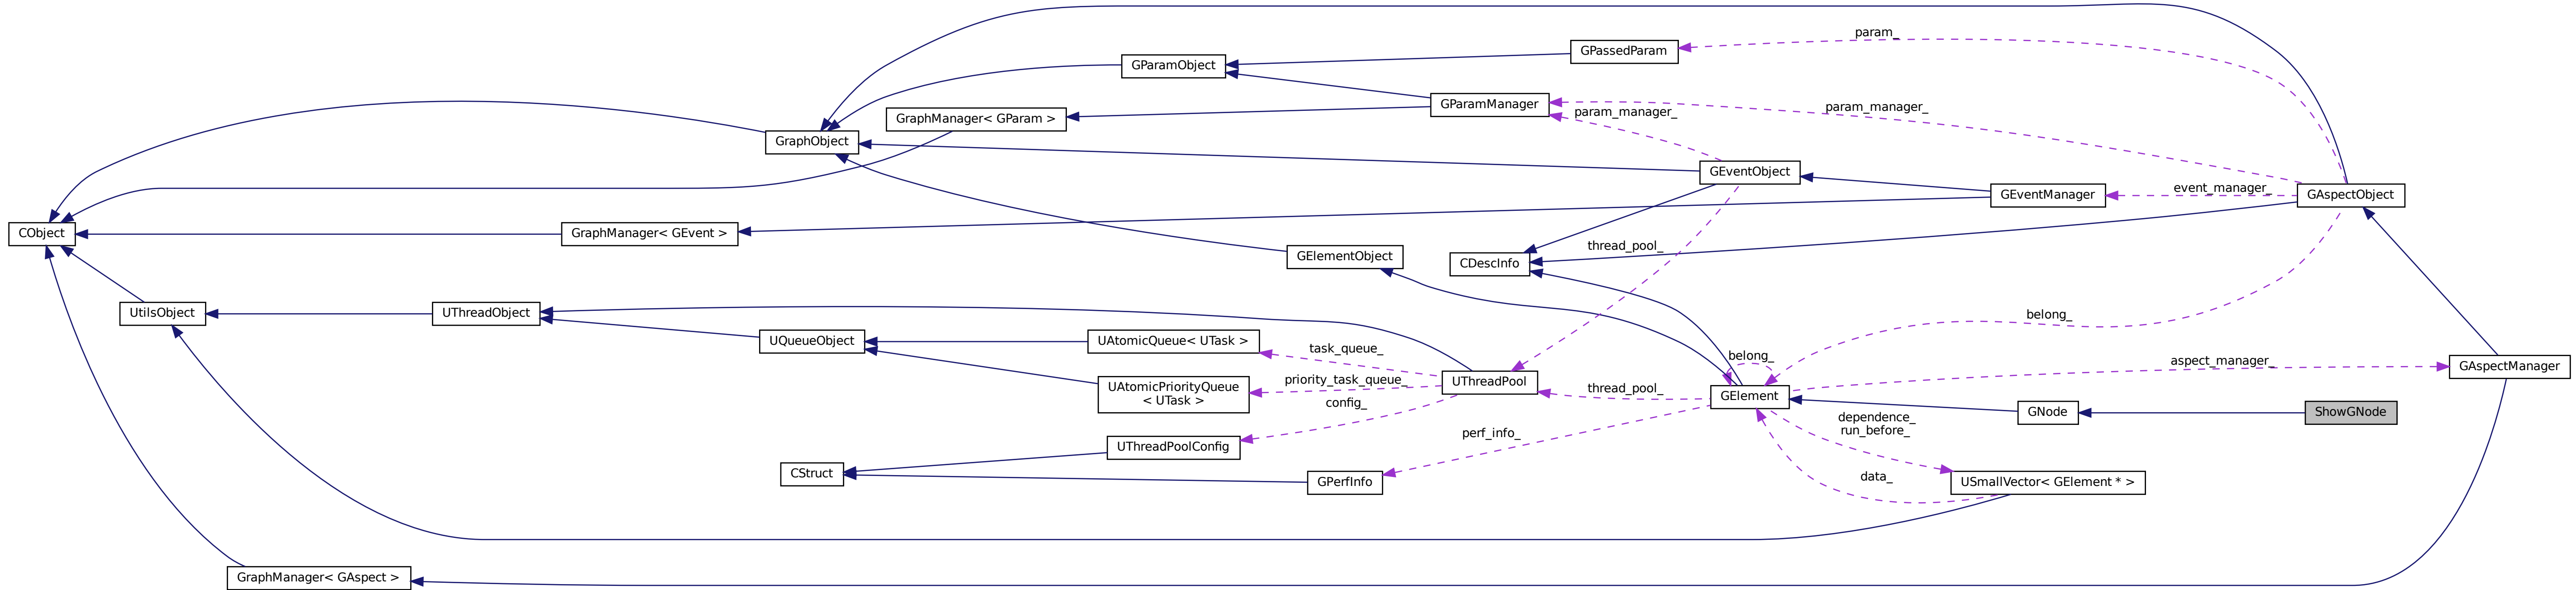 param_
GPassedParam
GParamObject
GParamManager
param_manager_
param_manager_
GraphManager< GParam >
GraphObject
GEventObject
GEventManager
event_manager_
GAspectObject
CObject
GraphManager< GEvent >
GElementObject
thread_pool_
CDescInfo
UtilsObject
UThreadObject
belong_
UQueueObject
UAtomicQueue< UTask >
task_queue_
belong_
aspect_manager_
GAspectManager
UAtomicPriorityQueue
< UTask >
priority_task_queue_
UThreadPool
thread_pool_
GElement
config_
GNode
ShowGNode
dependence_
run_before_
perf_info_
UThreadPoolConfig
CStruct
GPerfInfo
data_
USmallVector< GElement * >
GraphManager< GAspect >